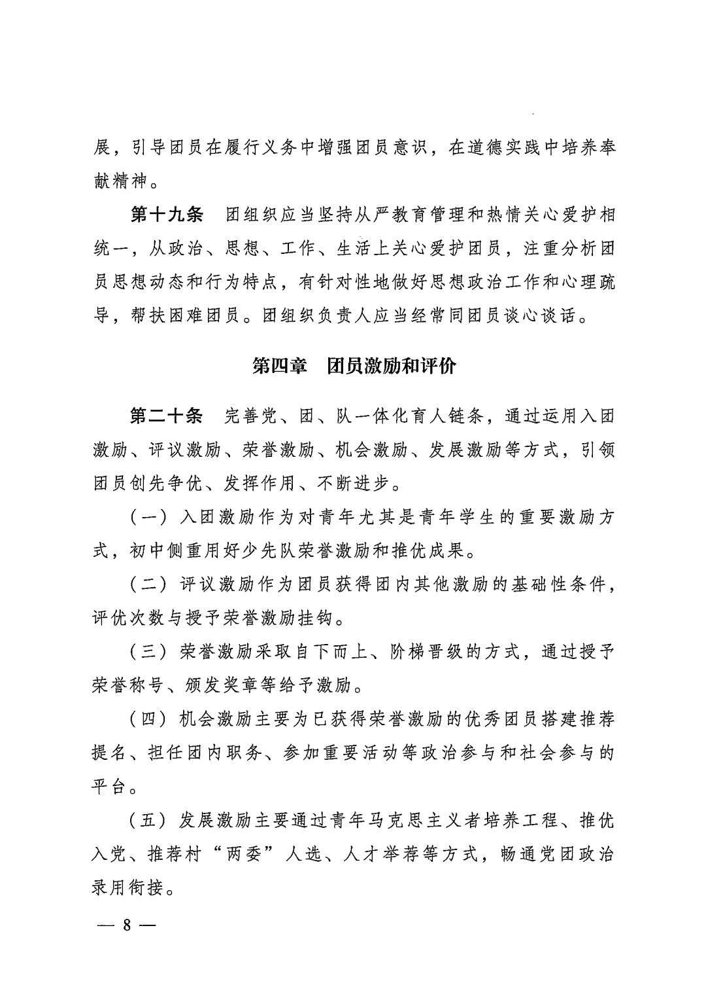 展，引导团员在履行义务中增强团员意识，在道德实践中培养奉
献精神。
第十九条　团组织应当坚持从严教育管理和热情关心爱护相
统一，从政治、思想、工作、生活上关心爱护团员，注重分析团
员思想动态和行为特点，有针对性地做好思想政治工作和心理疏
导，帮扶困难团员。团组织负责人应当经常同团员谈心谈话。
第四章　团员激励和评价
第二十条　完善党、团、队一体化育人链条，通过运用入团
激励、评议激励、荣誉激励、机会激励、发展激励等方式，引领
团员创先争优、发挥作用、不断进步。
（一）入团激励作为对青年尤其是青年学生的重要激励方
式，初中侧重用好少先队荣誉激励和推优成果。
（二）评议激励作为团员获得团内其他激励的基础性条件，
评优次数与授予荣誉激励挂钩。
（三）荣誉激励采取自下而上、阶梯晋级的方式，通过授予
荣誉称号、颁发奖章等给予激励。
（四）机会激励主要为已获得荣誉激励的优秀团员搭建推荐
提名、担任团内职务、参加重要活动等政治参与和社会参与的
平台。
（五）发展激励主要通过青年马克思主义者培养工程、推优
入党、推荐村“两委”人选、人才举荐等方式，畅通党团政治
录用衔接。
— 8 —